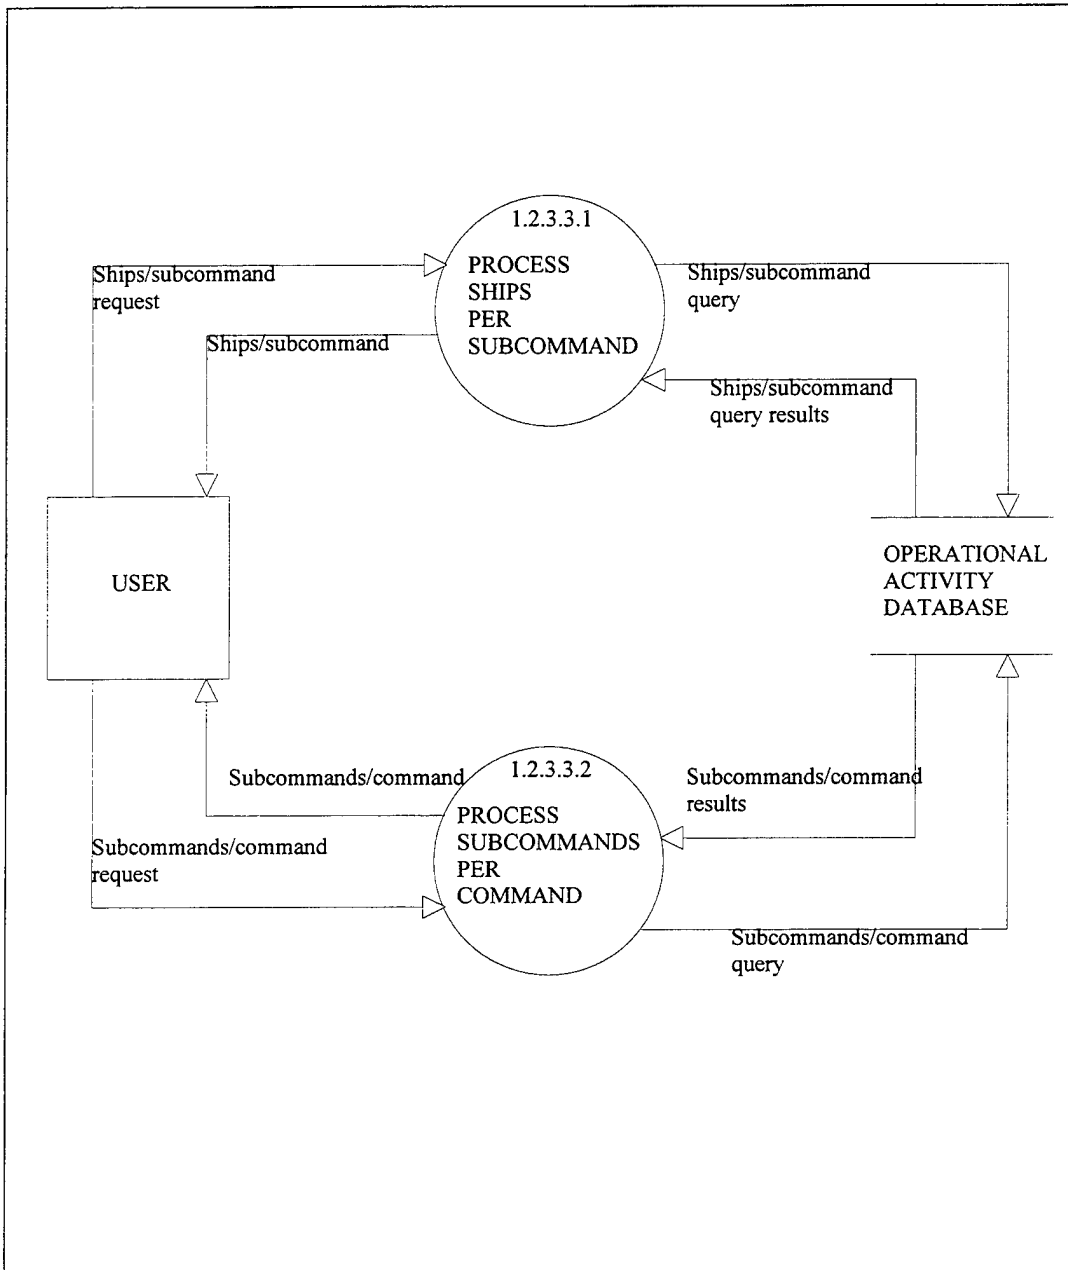 1.2.3.3.1
PROCESS
SHIPS
PER
SUBCOMMAND
Ships/subcommand
request
Ships/subcommand
query
Ships/subcommand
Ships/subcommand
query results
USER
OPERATIONAL
ACTIVITY
DATABASE
1.2.3.3.2
PROCESS
SUBCOMMANDS
PER
COMMAND
Subcommands/command
Subcommands/command
results
Subcommands/command
request
Subcommands/command
query